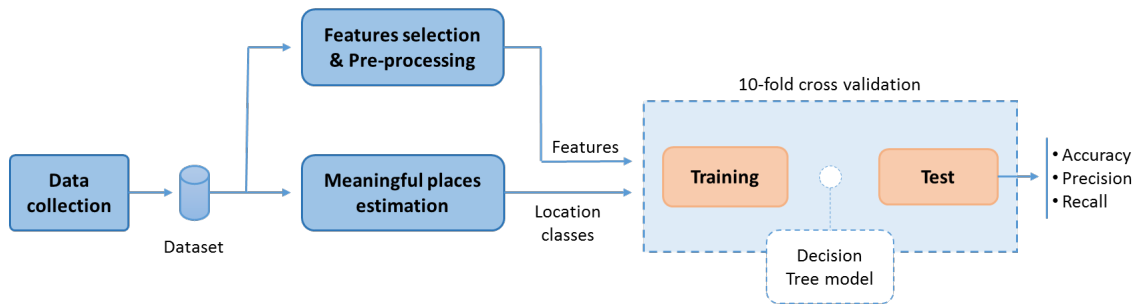 Features selection
& Pre-processing
10-fold cross validation
Features
Data
collection
Dataset
Meaningful places
estimation
Location
classes
Training
Test
• Accuracy
• Precision
• Recall
Decision
Tree model